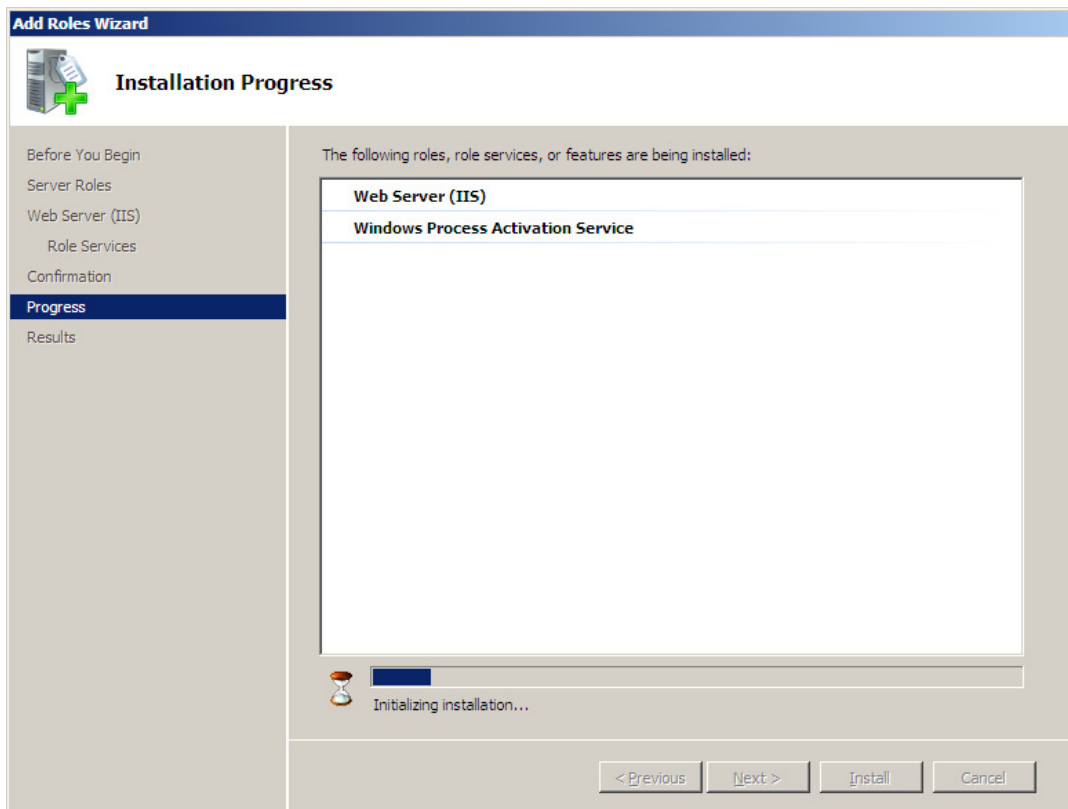 Add Roles Wizard
Installation Progress
Before You Begin
Server Roles
Web Server (IIS)
Role Services
Confirmation
Progress
Results
The following roles, role services, or features are being installed:
Web Server (IIS)
Windows Process Activation Service
Initializing installation...
< Previous
Next >
Install
Cancel